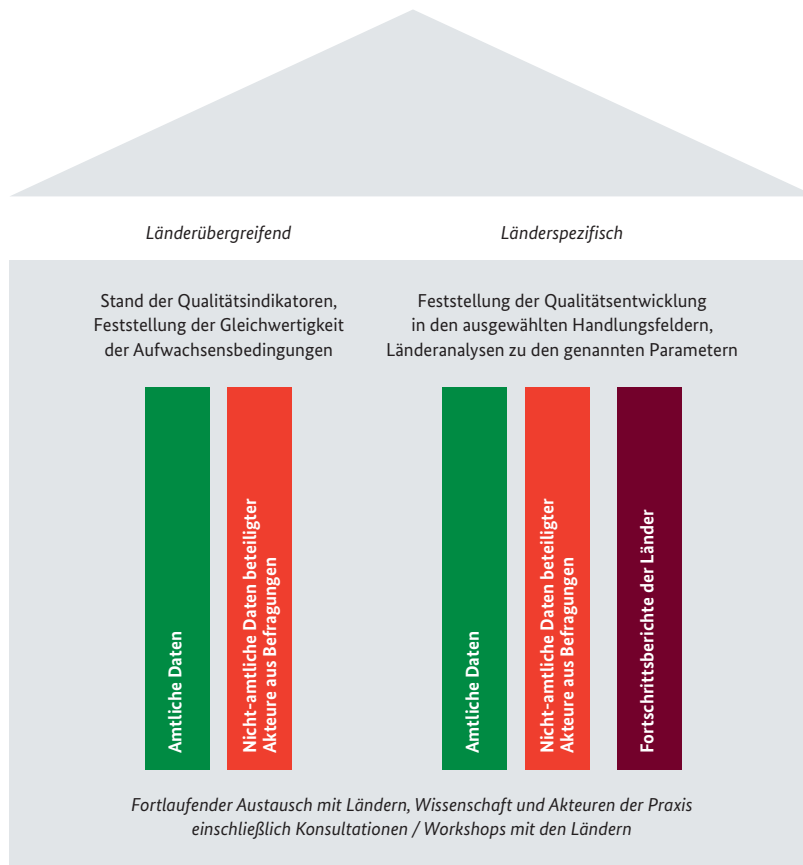 Länderübergreifend
Länderspezifisch
Stand der Qualitätsindikatoren,
Feststellung der Gleichwertigkeit
der Aufwachsensbedingungen
Feststellung der Qualitätsentwicklung
in den ausgewählten Handlungsfeldern,
Länderanalysen zu den genannten Parametern
Amtliche Daten
Nicht-amtliche Daten beteiligter
Akteure aus Befragungen
Amtliche Daten
Nicht-amtliche Daten beteiligter
Akteure aus Befragungen
Fortschrittsberichte der Länder
Fortlaufender Austausch mit Ländern, Wissenschaft und Akteuren der Praxis
einschließlich Konsultationen / Workshops mit den Ländern